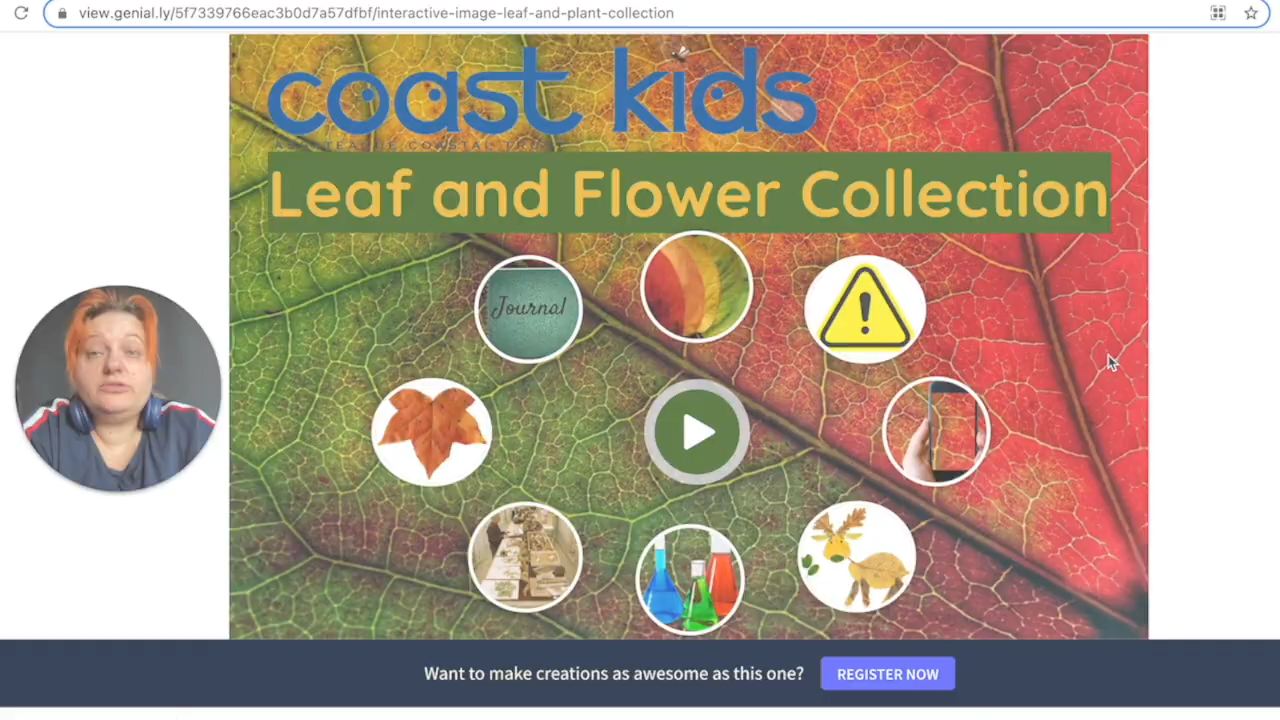 view.genial.ly/5f7339766eac3b0d7a57dfbf/interactive-image-leaf-and-plant-collection
coast kids
COASTAL
Leaf and Flower Collection
Journal
Want to make creations as awesome as this one?
REGISTER NOW